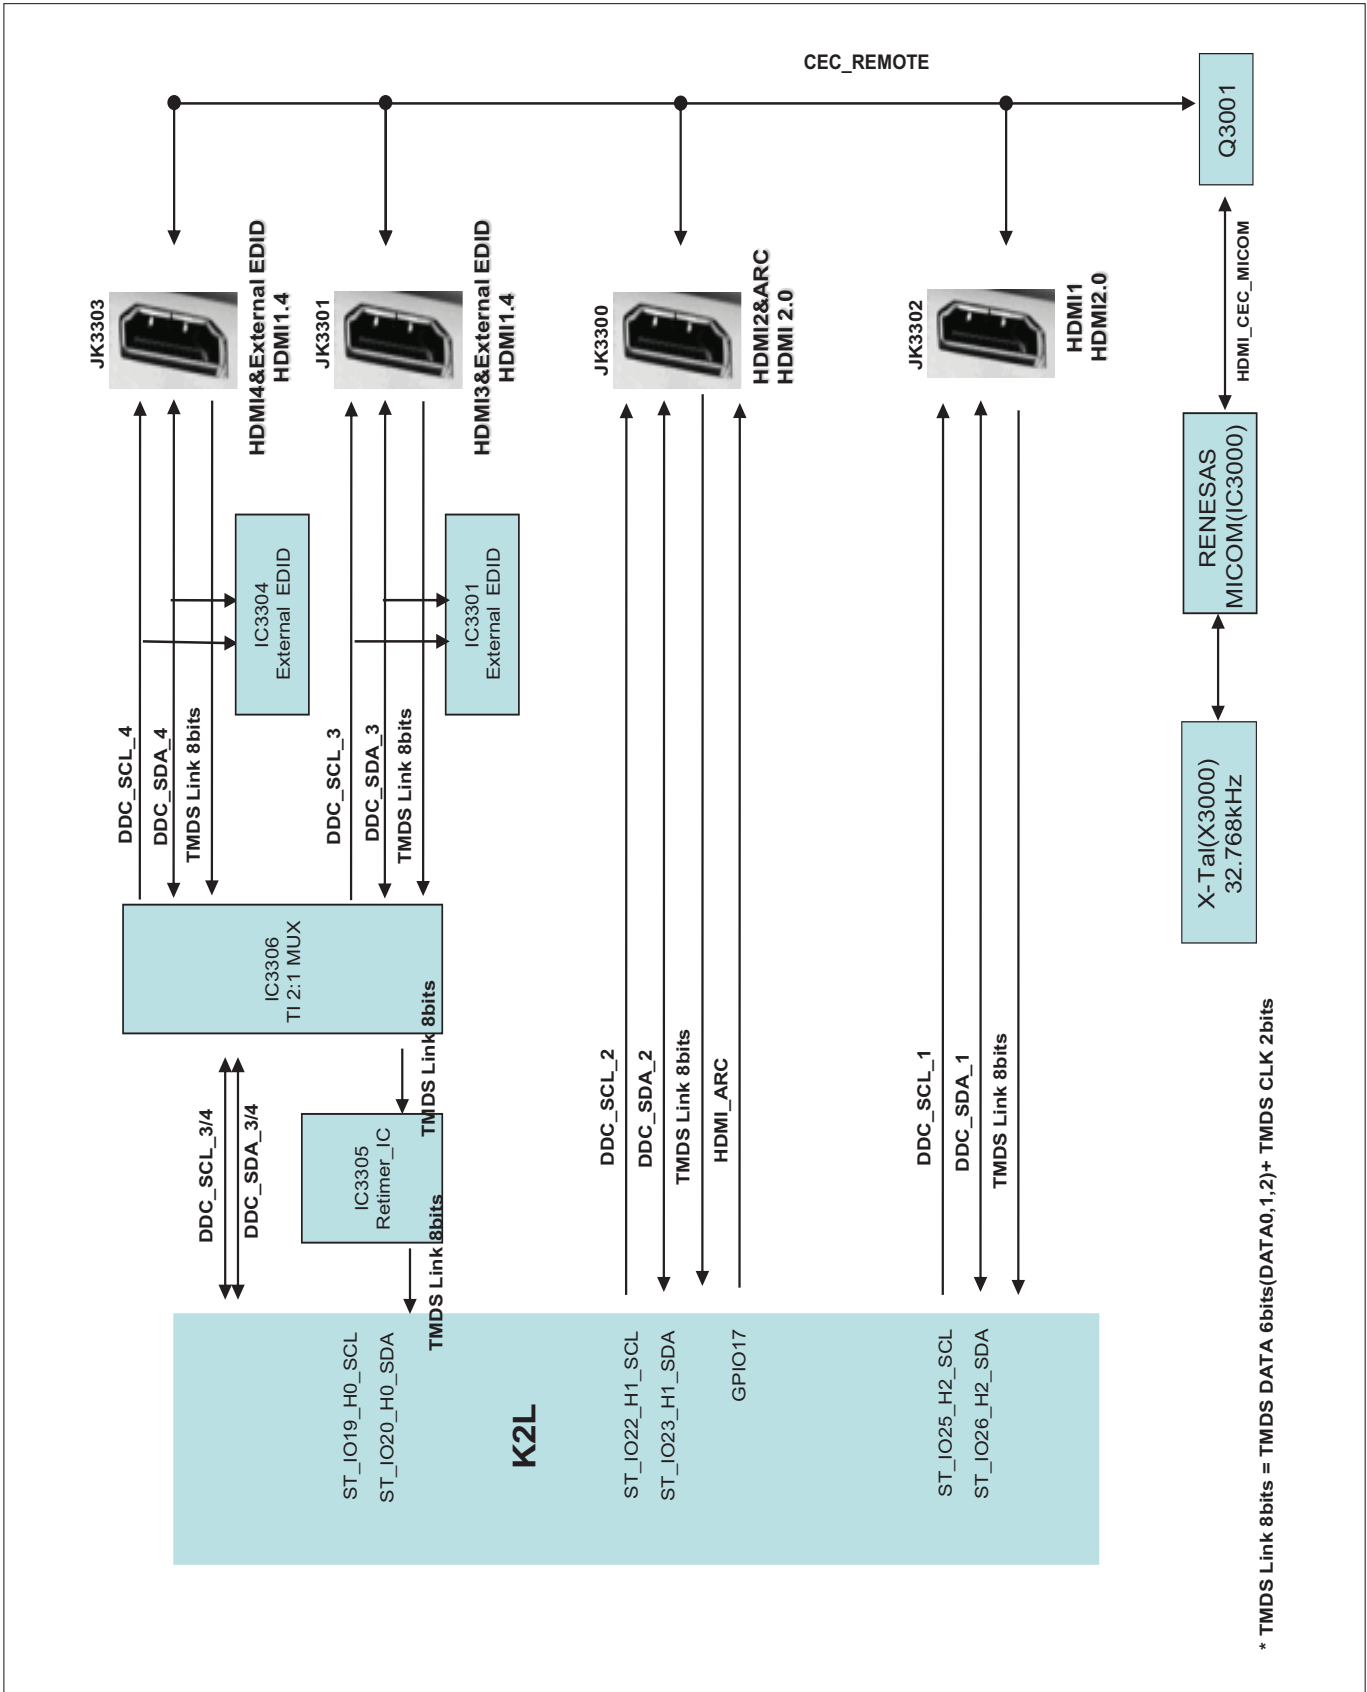 CEC_REMOTE
Q3001
HDMI_CEC_MICOM
RENESAS
MICOM(IC3000)
X-Tal(X3000)
32.768kHz
JK3303
HDMI4&External EDID
HDMI1.4
JK3301
HDMI3&External EDID
HDMI1.4
JK3300
HDMI2&ARC
HDMI 2.0
JK3302
HDMI1
HDMI2.0
IC3304
External EDID
IC3301
External EDID
DDC_SCL_4
DDC_SDA_4
TMDS Link 8bits
DDC_SCL_3
DDC_SDA_3
TMDS Link 8bits
IC3306
TI 2:1 MUX
TMDS Link 8bits
DDC_SCL_3/4
DDC_SDA_3/4
IC3305
Retimer_IC
TMDS Link 8bits
DDC_SCL_2
DDC_SDA_2
TMDS Link 8bits
HDMI_ARC
DDC_SCL_1
DDC_SDA_1
TMDS Link 8bits
K2L
ST_IO19_H0_SCL
ST_IO20_H0_SDA
ST_IO22_H1_SCL
ST_IO23_H1_SDA
GPIO17
ST_IO25_H2_SCL
ST_IO26_H2_SDA
* TMDS Link 8bits = TMDS DATA 6bits(DATA0,1,2)+ TMDS CLK 2bits